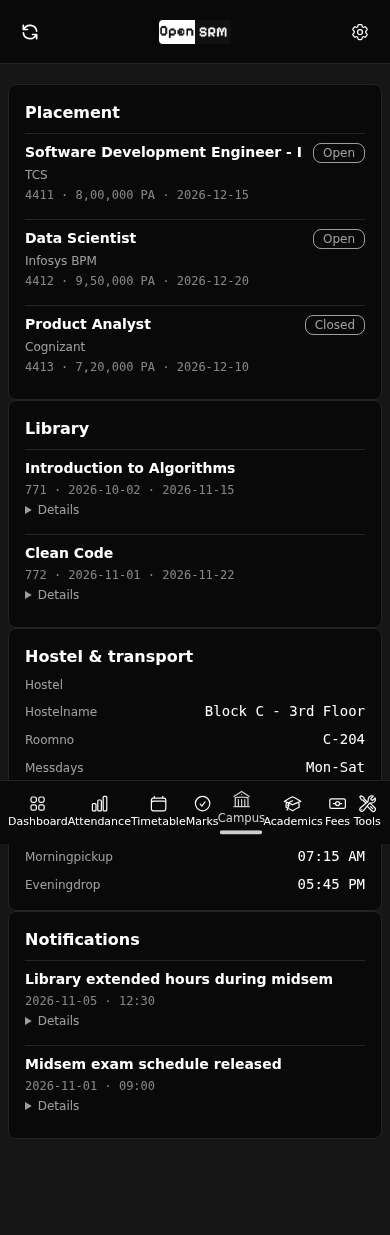 Open SRM
Placement
Software Development Engineer - I Open
TCS
4411 · 8,00,000 PA · 2026-12-15
Data Scientist Open
Infosys BPM
4412 · 9,50,000 PA · 2026-12-20
Product Analyst Closed
Cognizant
4413 · 7,20,000 PA · 2026-12-10
Library
Introduction to Algorithms
771 · 2026-10-02 · 2026-11-15
Details
Clean Code
772 · 2026-11-01 · 2026-11-22
Details
Hostel & transport
Hostel
Hostelname Block C - 3rd Floor
Roomno C-204
Messdays Mon-Sat
Dashboard Attendance Timetable Marks Campus Academics Fees Tools
Morningpickup 07:15 AM
Eveningdrop 05:45 PM
Notifications
Library extended hours during midsem
2026-11-05 · 12:30
Details
Midsem exam schedule released
2026-11-01 · 09:00
Details